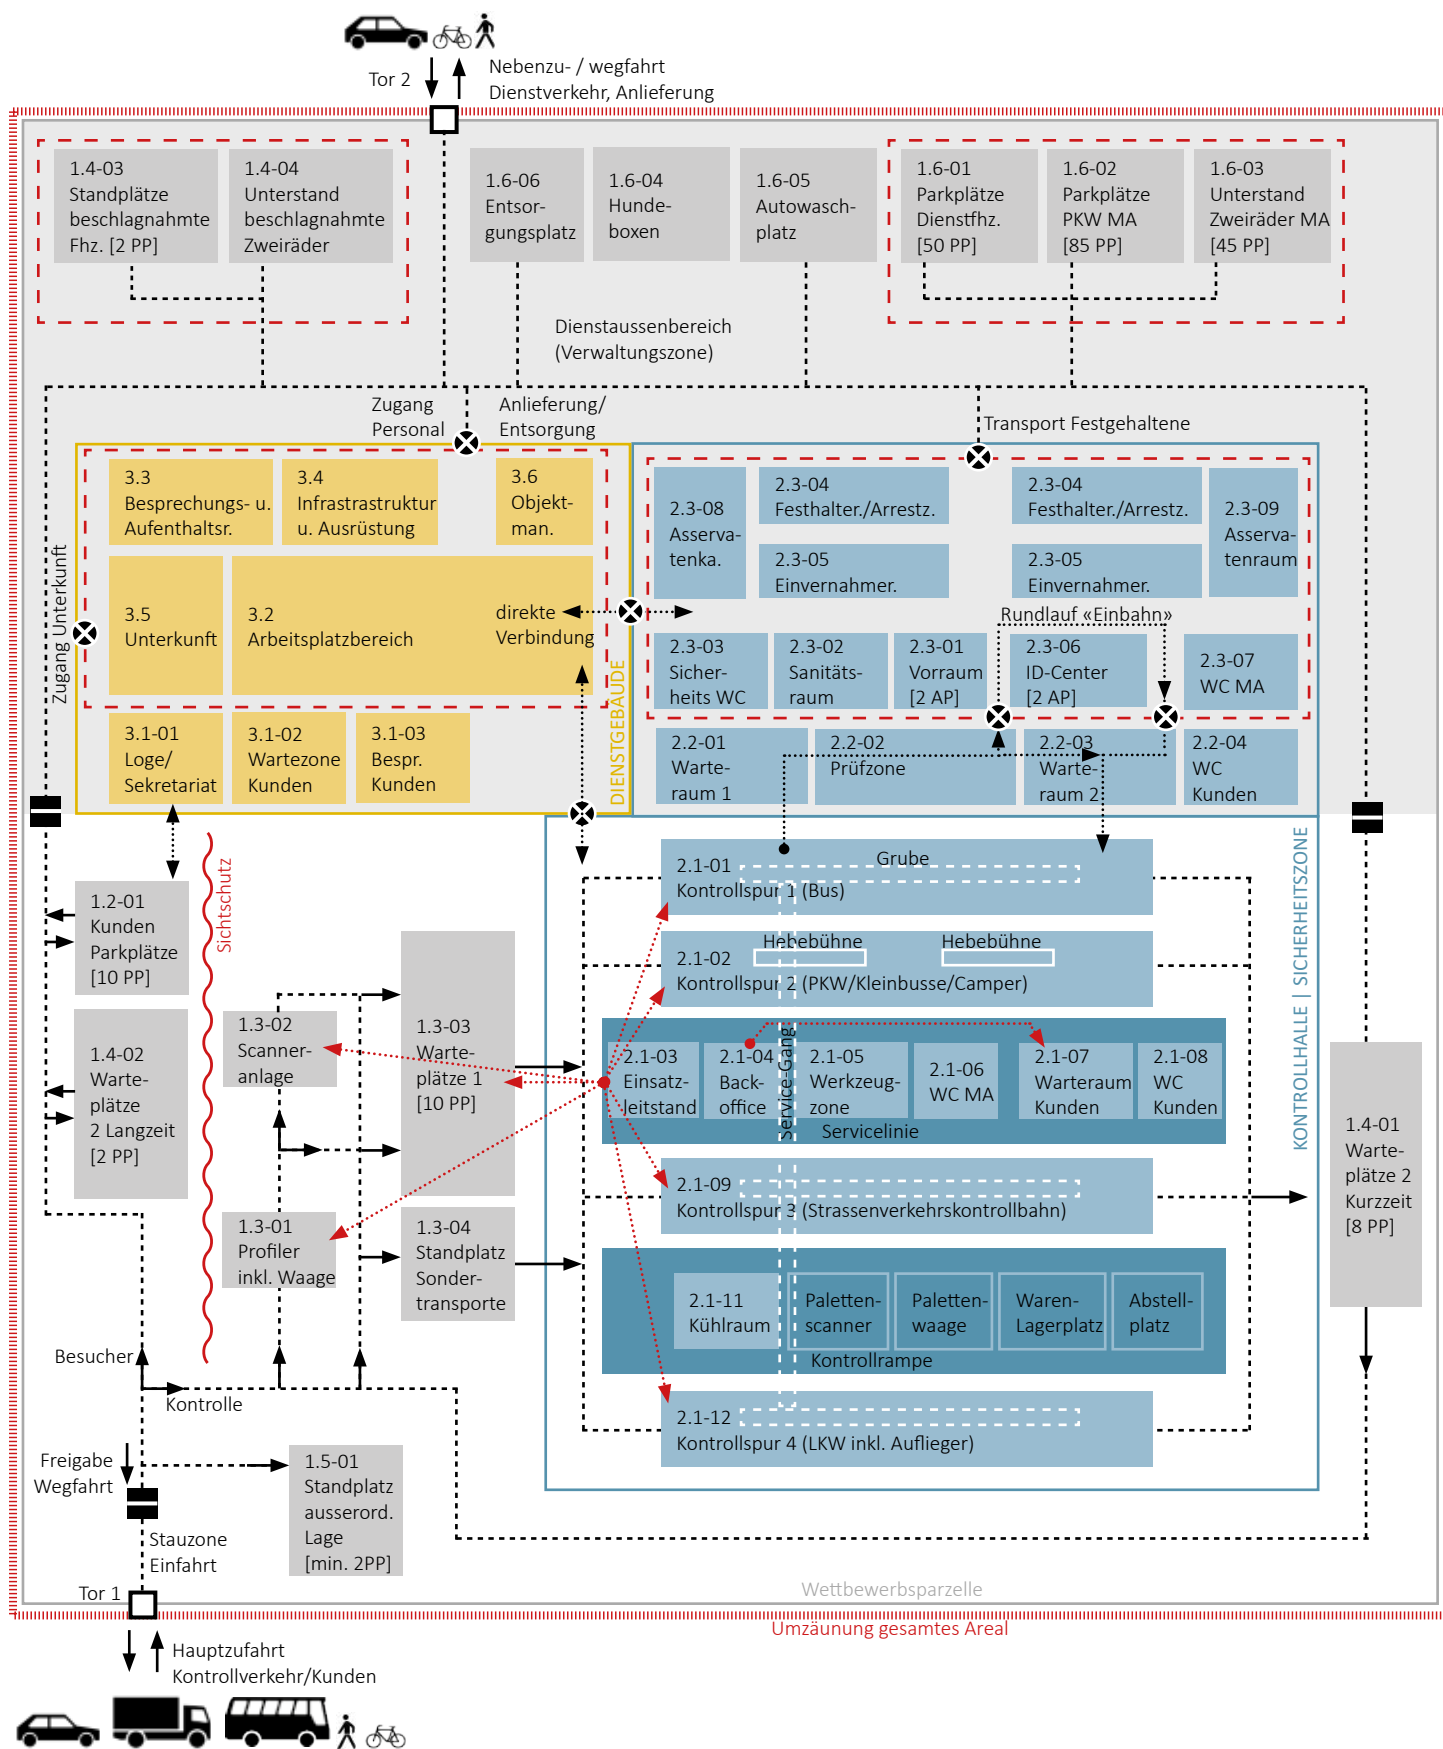 Tor 2
Nebenzu- / wegfahrt
Dienstverkehr, Anlieferung
1.4-03
Standplätze
beschlagnahmte
Fhz. [2 PP]
1.4-04
Unterstand
beschlagnahmte
Zweiräder
1.6-06
Entsor-
gungsplatz
1.6-04
Hunde-
boxen
1.6-05
Autowasch-
platz
1.6-01
Parkplätze
Dienstfhz.
[50 PP]
1.6-02
Parkplätze
PKW MA
[85 PP]
1.6-03
Unterstand
Zweiräder MA
[45 PP]
Dienstaussenbereich
(Verwaltungszone)
Zugang
Personal
Anlieferung/
Entsorgung
Transport Festgehaltene
Zugang Unterkunft
3.3
Besprechungs- u.
Aufenthaltsr.
3.4
Infrastrastruktur
u. Ausrüstung
3.6
Objekt-
man.
3.5
Unterkunft
3.2
Arbeitsplatzbereich
direkte
Verbindung
3.1-01
Loge/
Sekretariat
3.1-02
Wartezone
Kunden
3.1-03
Bespr.
Kunden
DIENSTGEBÄUDE
2.3-08
Asserva-
tenka.
2.3-04
Festhalter./Arrestz.
2.3-05
Einvernahmer.
2.3-04
Festhalter./Arrestz.
2.3-05
Einvernahmer.
2.3-09
Asserva-
tenraum
Rundlauf «Einbahn»
2.3-03
Sicher-
heits WC
2.3-02
Sanitäts-
raum
2.3-01
Vorraum
[2 AP]
2.3-06
ID-Center
[2 AP]
2.3-07
WC MA
2.2-01
Warte-
raum 1
2.2-02
Prüfzone
2.2-03
Warte-
raum 2
2.2-04
WC
Kunden
KONTROLLHALLE | SICHERHEITSZONE
Sichtschutz
1.2-01
Kunden
Parkplätze
[10 PP]
1.4-02
Warte-
plätze
2 Langzeit
[2 PP]
1.3-02
Scanner-
anlage
1.3-03
Warte-
plätze 1
[10 PP]
1.3-01
Profiler
inkl. Waage
1.3-04
Standplatz
Sonder-
transporte
2.1-01
Kontrollspur 1 (Bus)
Grube
2.1-02
Kontrollspur 2 (PKW/Kleinbusse/Camper)
Hebebühne
Hebebühne
Service-Gang
2.1-03
Einsatz-
leitstand
2.1-04
Back-
office
2.1-05
Werkzeug-
zone
2.1-06
WC MA
2.1-07
Warteraum
Kunden
2.1-08
WC
Kunden
Servicelinie
2.1-09
Kontrollspur 3 (Strassenverkehrskontrollbahn)
2.1-11
Kühlraum
Paletten-
scanner
Paletten-
waage
Waren-
Lagerplatz
Abstell-
platz
Kontrollrampe
2.1-12
Kontrollspur 4 (LKW inkl. Auflieger)
1.4-01
Warte-
plätze 2
Kurzzeit
[8 PP]
Besucher
Kontrolle
Freigabe
Wegfahrt
1.5-01
Standplatz
ausserord.
Lage
[min. 2PP]
Stauzone
Einfahrt
Tor 1
Wettbewerbsparzelle
Umzäunung gesamtes Areal
Hauptzufahrt
Kontrollverkehr/Kunden